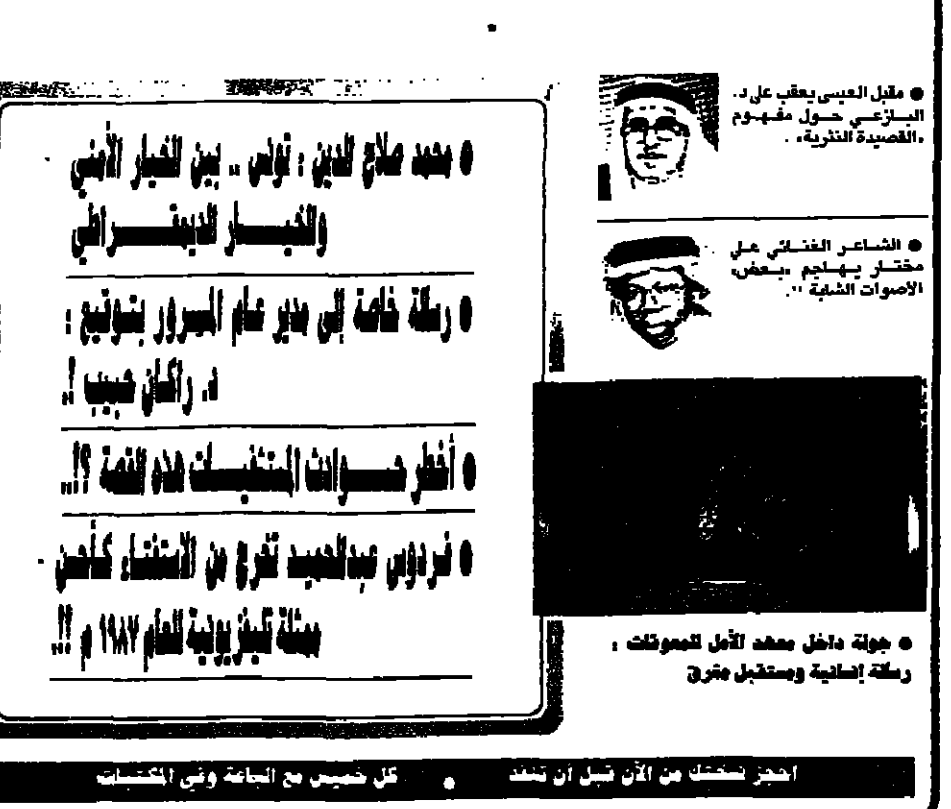 ● مقبل العيسى يعقب على د.
البازعي حول مفهوم
«القصيدة النثرية» .
● الشاعر الغنائي علي
مختار يهاجم «بعض»
الأصوات الشابة !!.
● محمد صلاح الدين : تونس .. بين الخيار الأمني
والخيار الديمقراطي
● رسالة خاصة إلى مدير عام المرور بتوقيع :
د. راكان حبيب !.
● أخطر حوادث المستشفيات هذه القصة ؟!..
● فردوس عبدالحميد تخرج من الاستفتاء كأحسن
ممثلة تليفزيونية للعام ١٩٨٧ م !!.
● جولة داخل معهد الأمل للمعوقات :
رسالة إنسانية ومستقبل مشرق
احجز نسختك من الآن قبل أن تنفد ● كل خميس مع الباعة وفي المكتبات